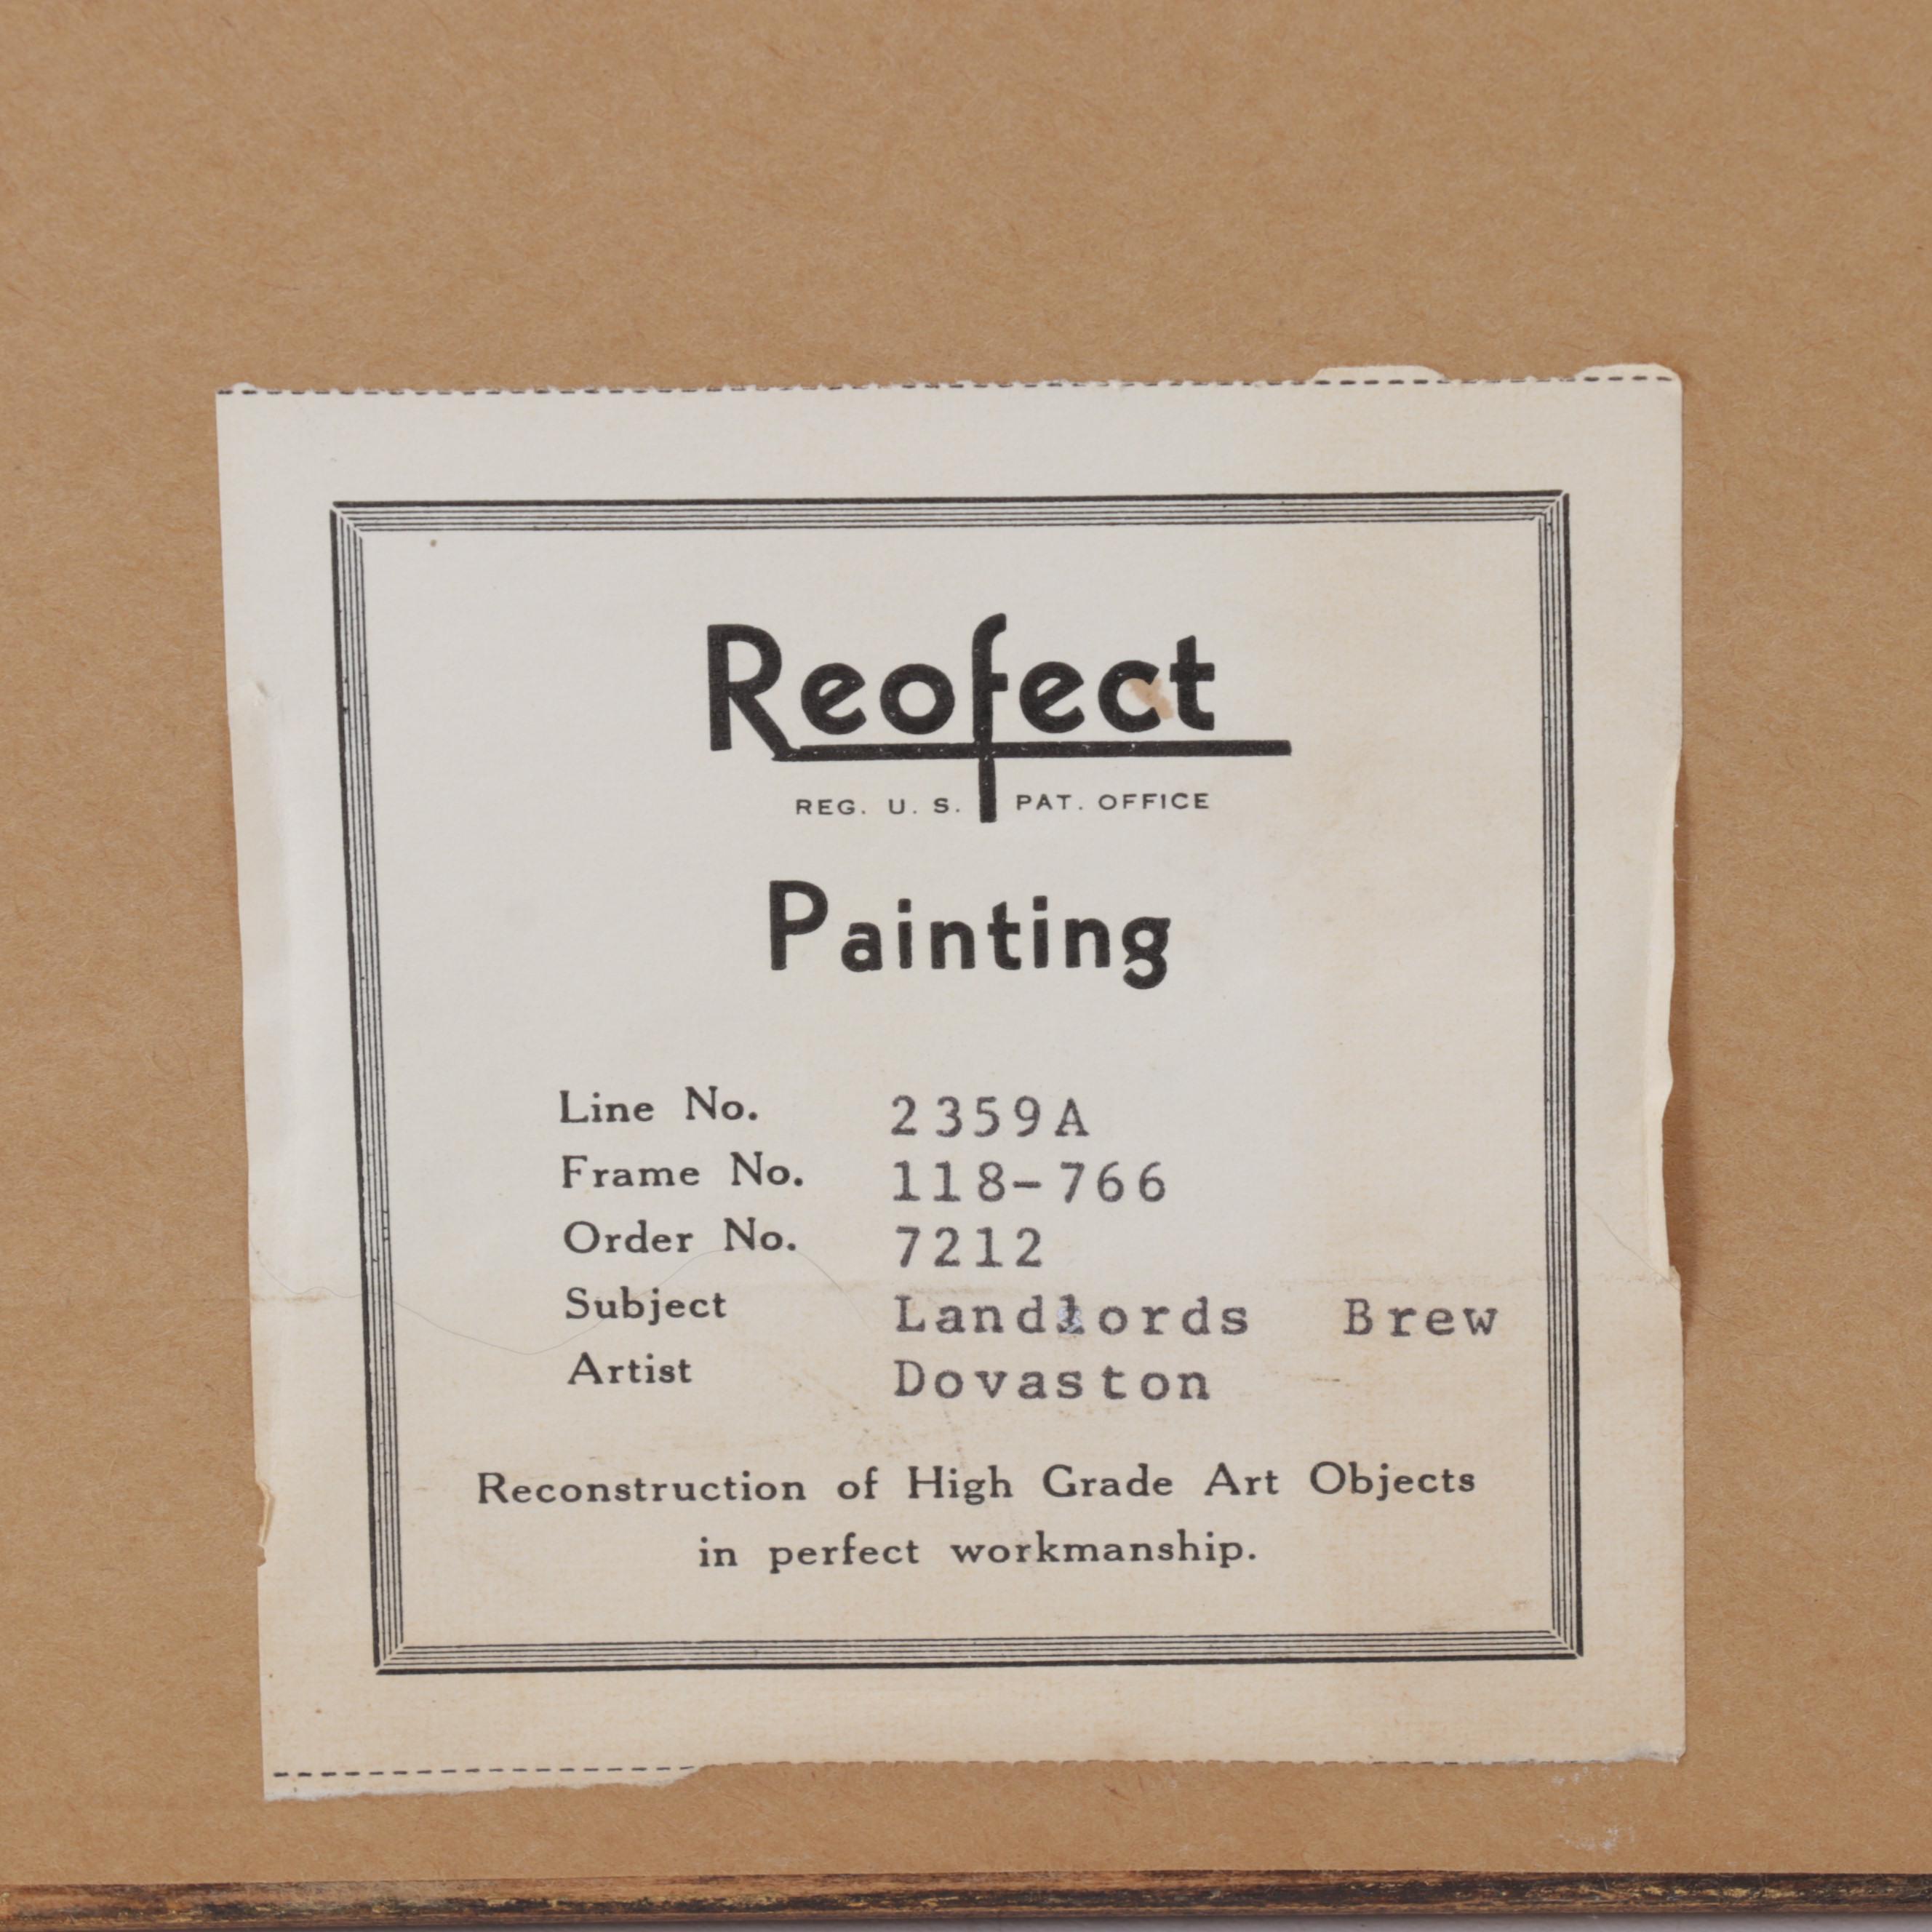 Reofect
REG. U. S. PAT. OFFICE
Painting
Line No. 2359A
Frame No. 118-766
Order No. 7212
Subject Landlords Brew
Artist Dovaston
Reconstruction of High Grade Art Objects
in perfect workmanship.